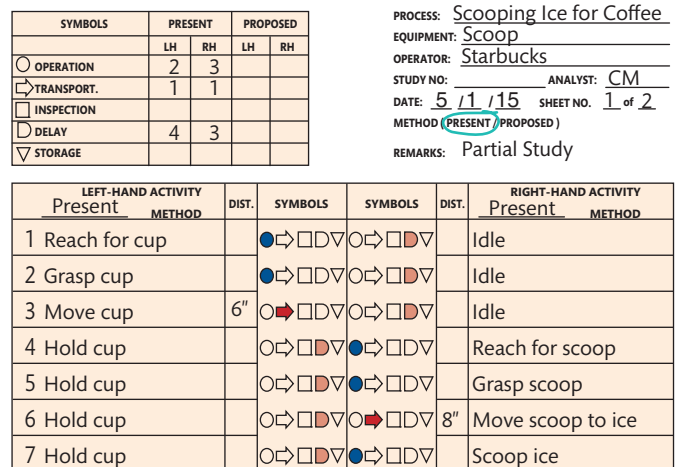 SYMBOLS PRESENT PROPOSED
LH RH LH RH
OPERATION 2 3
TRANSPORT. 1 1
INSPECTION
DELAY 4 3
STORAGE
PROCESS: Scooping Ice for Coffee
EQUIPMENT: Scoop
OPERATOR: Starbucks
STUDY NO: ANALYST: CM
DATE: 5 /1 /15 SHEET NO. 1 of 2
METHOD ( PRESENT / PROPOSED )
REMARKS: Partial Study
LEFT-HAND ACTIVITY
Present METHOD
DIST. SYMBOLS SYMBOLS DIST.
RIGHT-HAND ACTIVITY
Present METHOD
1 Reach for cup Idle
2 Grasp cup Idle
3 Move cup 6" Idle
4 Hold cup Reach for scoop
5 Hold cup Grasp scoop
6 Hold cup 8" Move scoop to ice
7 Hold cup Scoop ice